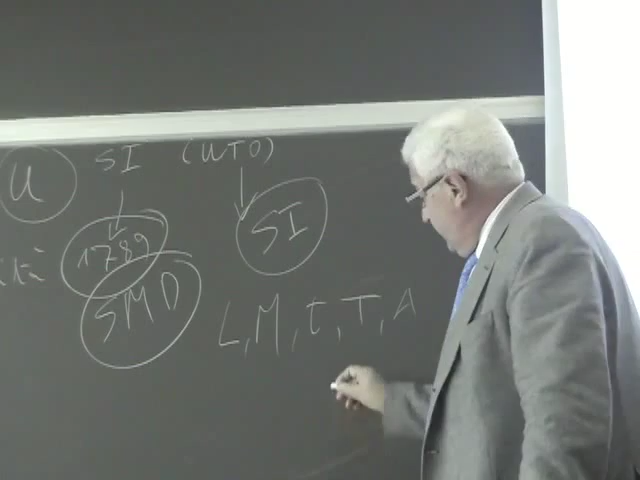 SI (UTO)
U
1789 SI
SMD
L, M, t, T, A